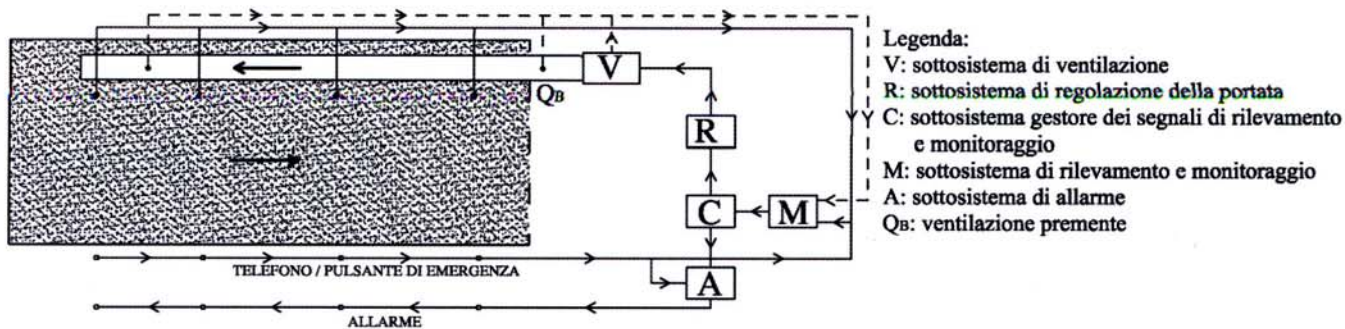 V
QB
R
C
M
A
TELEFONO / PULSANTE DI EMERGENZA
ALLARME
Legenda:
V: sottosistema di ventilazione
R: sottosistema di regolazione della portata
C: sottosistema gestore dei segnali di rilevamento
e monitoraggio
M: sottosistema di rilevamento e monitoraggio
A: sottosistema di allarme
QB: ventilazione premente